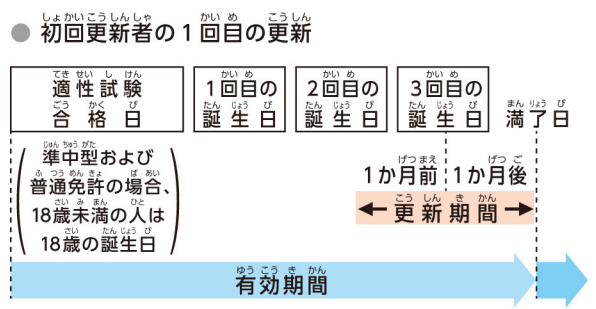 ● 初回更新者の1回目の更新
適性試験合格日
1回目の誕生日
2回目の誕生日
3回目の誕生日
満了日
(準中型および
普通免許の場合、
18歳未満の人は
18歳の誕生日)
1か月前
1か月後
← 更新期間 →
有効期間